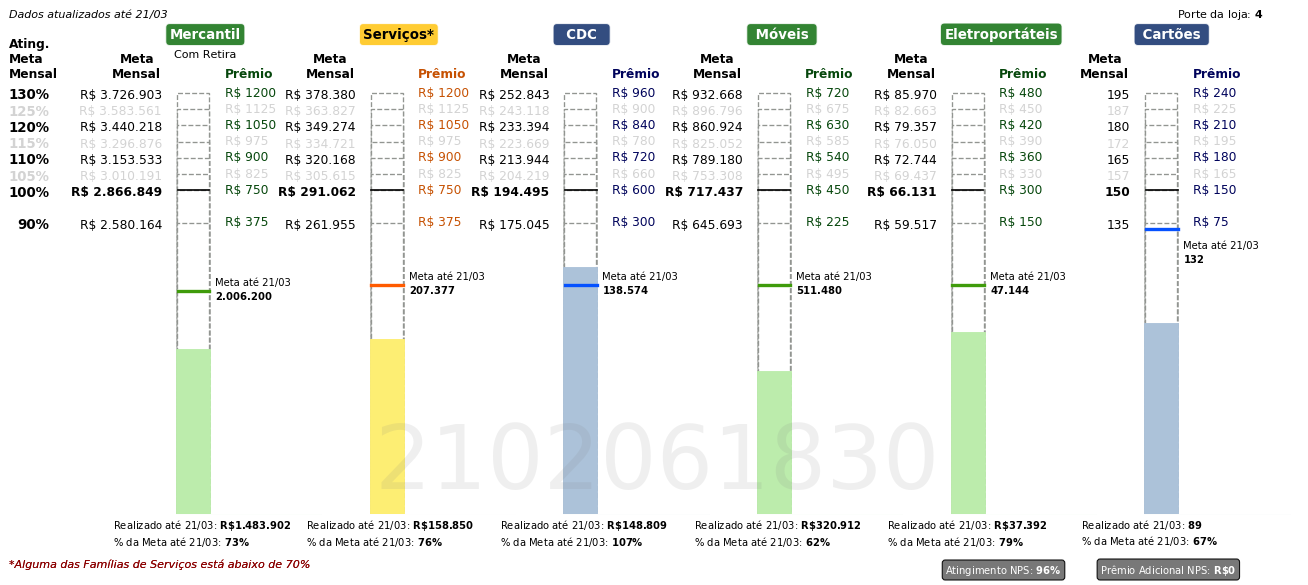 Dados atualizados até 21/03 Porte da loja: 4
Mercantil Serviços* CDC Móveis Eletroportáteis Cartões
Com Retira
Ating. Meta Mensal Meta Mensal Prêmio Meta Mensal Prêmio Meta Mensal Prêmio Meta Mensal Prêmio Meta Mensal Prêmio Meta Mensal Prêmio
130% R$ 3.726.903 R$ 1200 R$ 378.380 R$ 1200 R$ 252.843 R$ 960 R$ 932.668 R$ 720 R$ 85.970 R$ 480 195 R$ 240
125% R$ 3.583.561 R$ 1125 R$ 363.827 R$ 1125 R$ 243.118 R$ 900 R$ 896.796 R$ 675 R$ 82.663 R$ 450 187 R$ 225
120% R$ 3.440.218 R$ 1050 R$ 349.274 R$ 1050 R$ 233.394 R$ 840 R$ 860.924 R$ 630 R$ 79.357 R$ 420 180 R$ 210
115% R$ 3.296.876 R$ 975 R$ 334.721 R$ 975 R$ 223.669 R$ 780 R$ 825.052 R$ 585 R$ 76.050 R$ 390 172 R$ 195
110% R$ 3.153.533 R$ 900 R$ 320.168 R$ 900 R$ 213.944 R$ 720 R$ 789.180 R$ 540 R$ 72.744 R$ 360 165 R$ 180
105% R$ 3.010.191 R$ 825 R$ 305.615 R$ 825 R$ 204.219 R$ 660 R$ 753.308 R$ 495 R$ 69.437 R$ 330 157 R$ 165
100% R$ 2.866.849 R$ 750 R$ 291.062 R$ 750 R$ 194.495 R$ 600 R$ 717.437 R$ 450 R$ 66.131 R$ 300 150 R$ 150
90% R$ 2.580.164 R$ 375 R$ 261.955 R$ 375 R$ 175.045 R$ 300 R$ 645.693 R$ 225 R$ 59.517 R$ 150 135 R$ 75
Meta até 21/03
132
Meta até 21/03 Meta até 21/03 Meta até 21/03 Meta até 21/03 Meta até 21/03
2.006.200 207.377 138.574 511.480 47.144
2102061830
Realizado até 21/03: R$1.483.902 Realizado até 21/03: R$158.850 Realizado até 21/03: R$148.809 Realizado até 21/03: R$320.912 Realizado até 21/03: R$37.392 Realizado até 21/03: 89
% da Meta até 21/03: 73% % da Meta até 21/03: 76% % da Meta até 21/03: 107% % da Meta até 21/03: 62% % da Meta até 21/03: 79% % da Meta até 21/03: 67%
*Alguma das Famílias de Serviços está abaixo de 70% Atingimento NPS: 96% Prêmio Adicional NPS: R$0